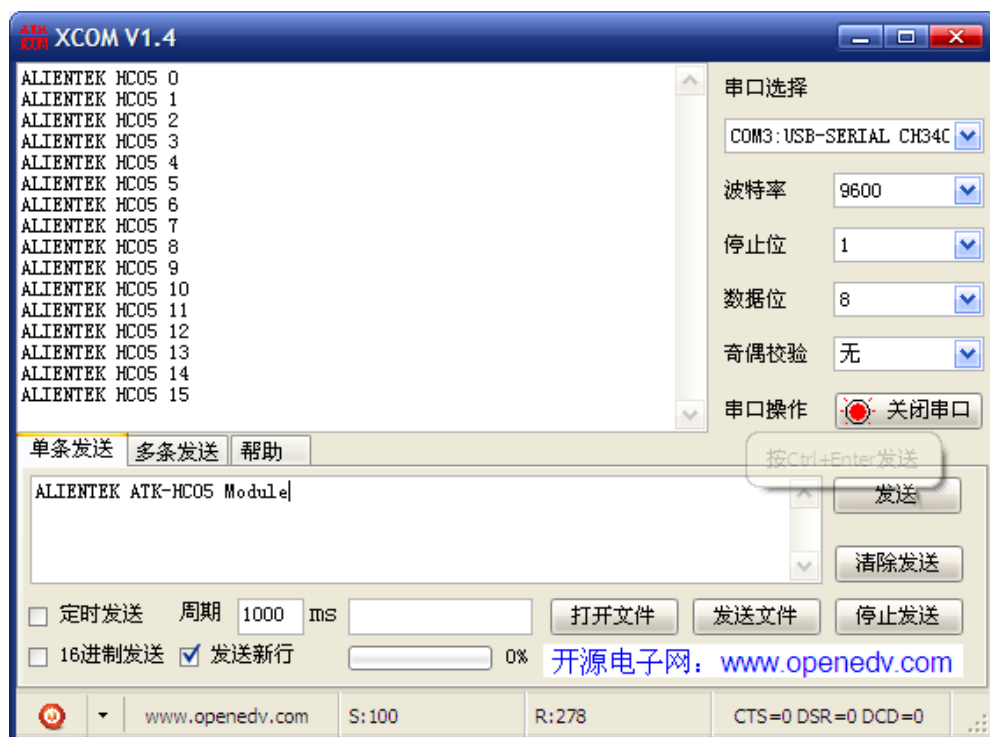 ATK XCOM XCOM V1.4
ALIENTEK HC05 0
ALIENTEK HC05 1
ALIENTEK HC05 2
ALIENTEK HC05 3
ALIENTEK HC05 4
ALIENTEK HC05 5
ALIENTEK HC05 6
ALIENTEK HC05 7
ALIENTEK HC05 8
ALIENTEK HC05 9
ALIENTEK HC05 10
ALIENTEK HC05 11
ALIENTEK HC05 12
ALIENTEK HC05 13
ALIENTEK HC05 14
ALIENTEK HC05 15
串口选择
COM3:USB-SERIAL CH340
波特率 9600
停止位 1
数据位 8
奇偶校验 无
串口操作 关闭串口
单条发送 多条发送 帮助
按Ctrl+Enter发送
ALIENTEK ATK-HC05 Module
发送
清除发送
定时发送 周期 1000 ms 打开文件 发送文件 停止发送
16进制发送 发送新行 0% 开源电子网：www.openedv.com
www.openedv.com S:100 R:278 CTS=0 DSR=0 DCD=0